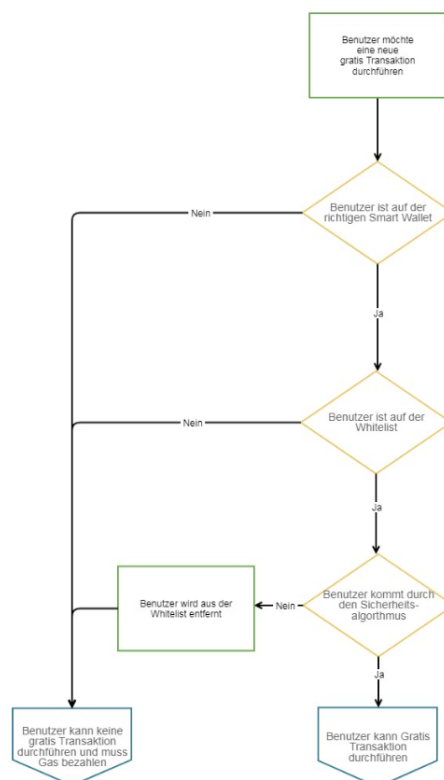 Benutzer möchte
eine neue
gratis Transaktion
durchführen
Benutzer ist auf der
richtigen Smart Wallet
Nein
Ja
Benutzer ist auf der
Whitelist
Nein
Ja
Benutzer kommt durch
den Sicherheits-
algorthmus
Nein
Benutzer wird aus der
Whitelist entfernt
Ja
Benutzer kann keine
gratis Transaktion
durchführen und muss
Gas bezahlen
Benutzer kann Gratis
Transaktion
durchführen